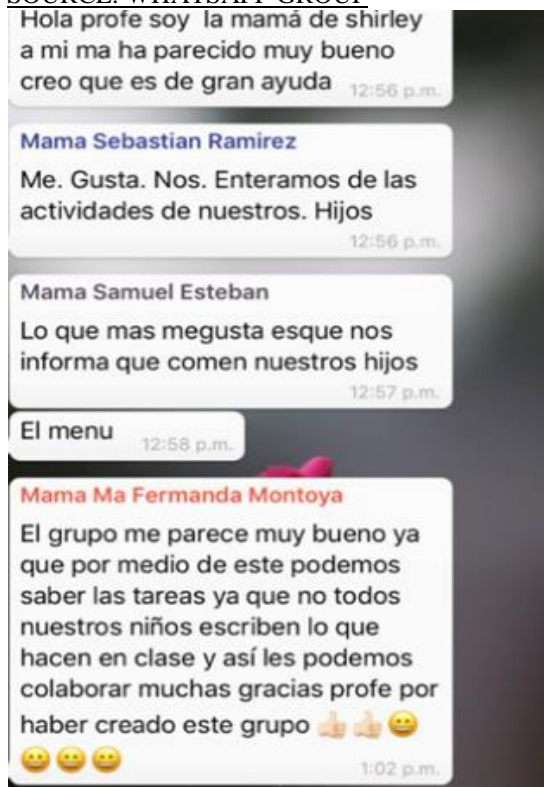 SOURCE: WHATSAPP GROUP
Hola profe soy la mamá de shirley
a mi ma ha parecido muy bueno
creo que es de gran ayuda 12:56 p.m.
Mama Sebastian Ramirez
Me. Gusta. Nos. Enteramos de las
actividades de nuestros. Hijos
12:56 p.m.
Mama Samuel Esteban
Lo que mas megusta esque nos
informa que comen nuestros hijos
12:57 p.m.
El menu 12:58 p.m.
Mama Ma Fermanda Montoya
El grupo me parece muy bueno ya
que por medio de este podemos
saber las tareas ya que no todos
nuestros niños escriben lo que
hacen en clase y así les podemos
colaborar muchas gracias profe por
haber creado este grupo 👍🏻👍🏻😀
😀😀😀 1:02 p.m.